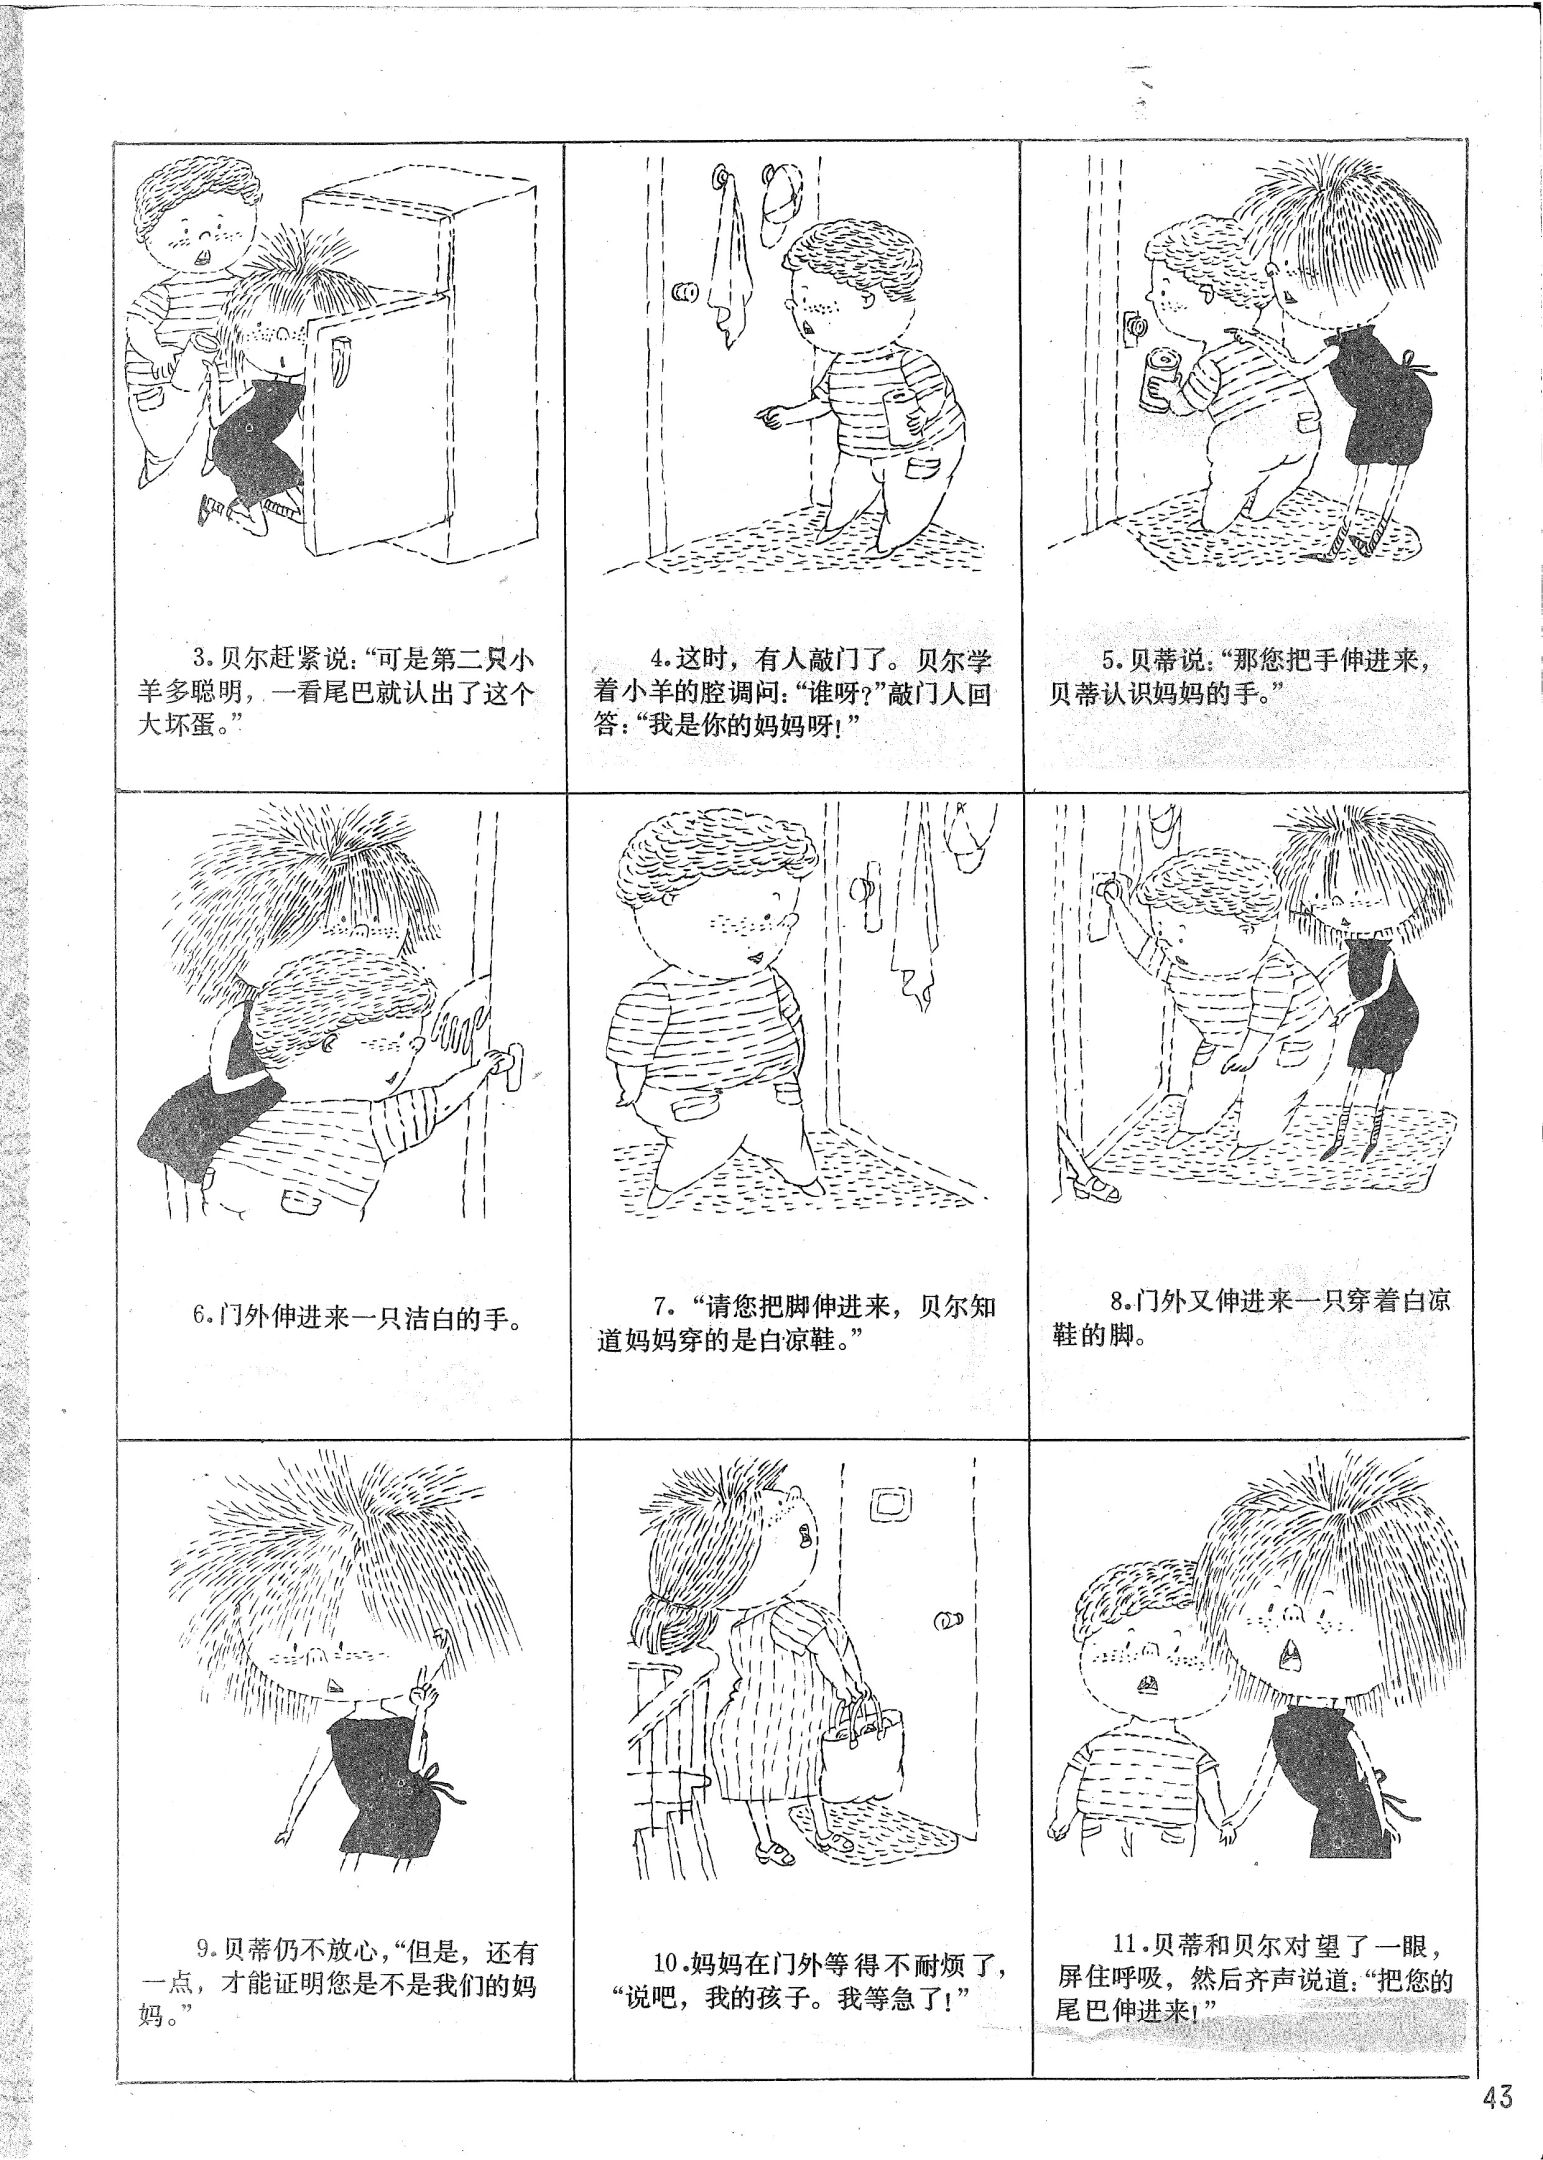 3.贝尔赶紧说：“可是第二只小
羊多聪明，一看尾巴就认出了这个
大坏蛋。”
4.这时，有人敲门了。贝尔学
着小羊的腔调问：“谁呀？”敲门人回
答：“我是你的妈妈呀！”
5.贝蒂说：“那您把手伸进来，
贝蒂认识妈妈的手。”
6.门外伸进来一只洁白的手。
7.“请您把脚伸进来，贝尔知
道妈妈穿的是白凉鞋。”
8.门外又伸进来一只穿着白凉
鞋的脚。
9.贝蒂仍不放心，“但是，还有
一点，才能证明您是不是我们的妈
妈。”
10.妈妈在门外等得不耐烦了，
“说吧，我的孩子。我等急了！”
11.贝蒂和贝尔对望了一眼，
屏住呼吸，然后齐声说道：“把您的
尾巴伸进来！”
43